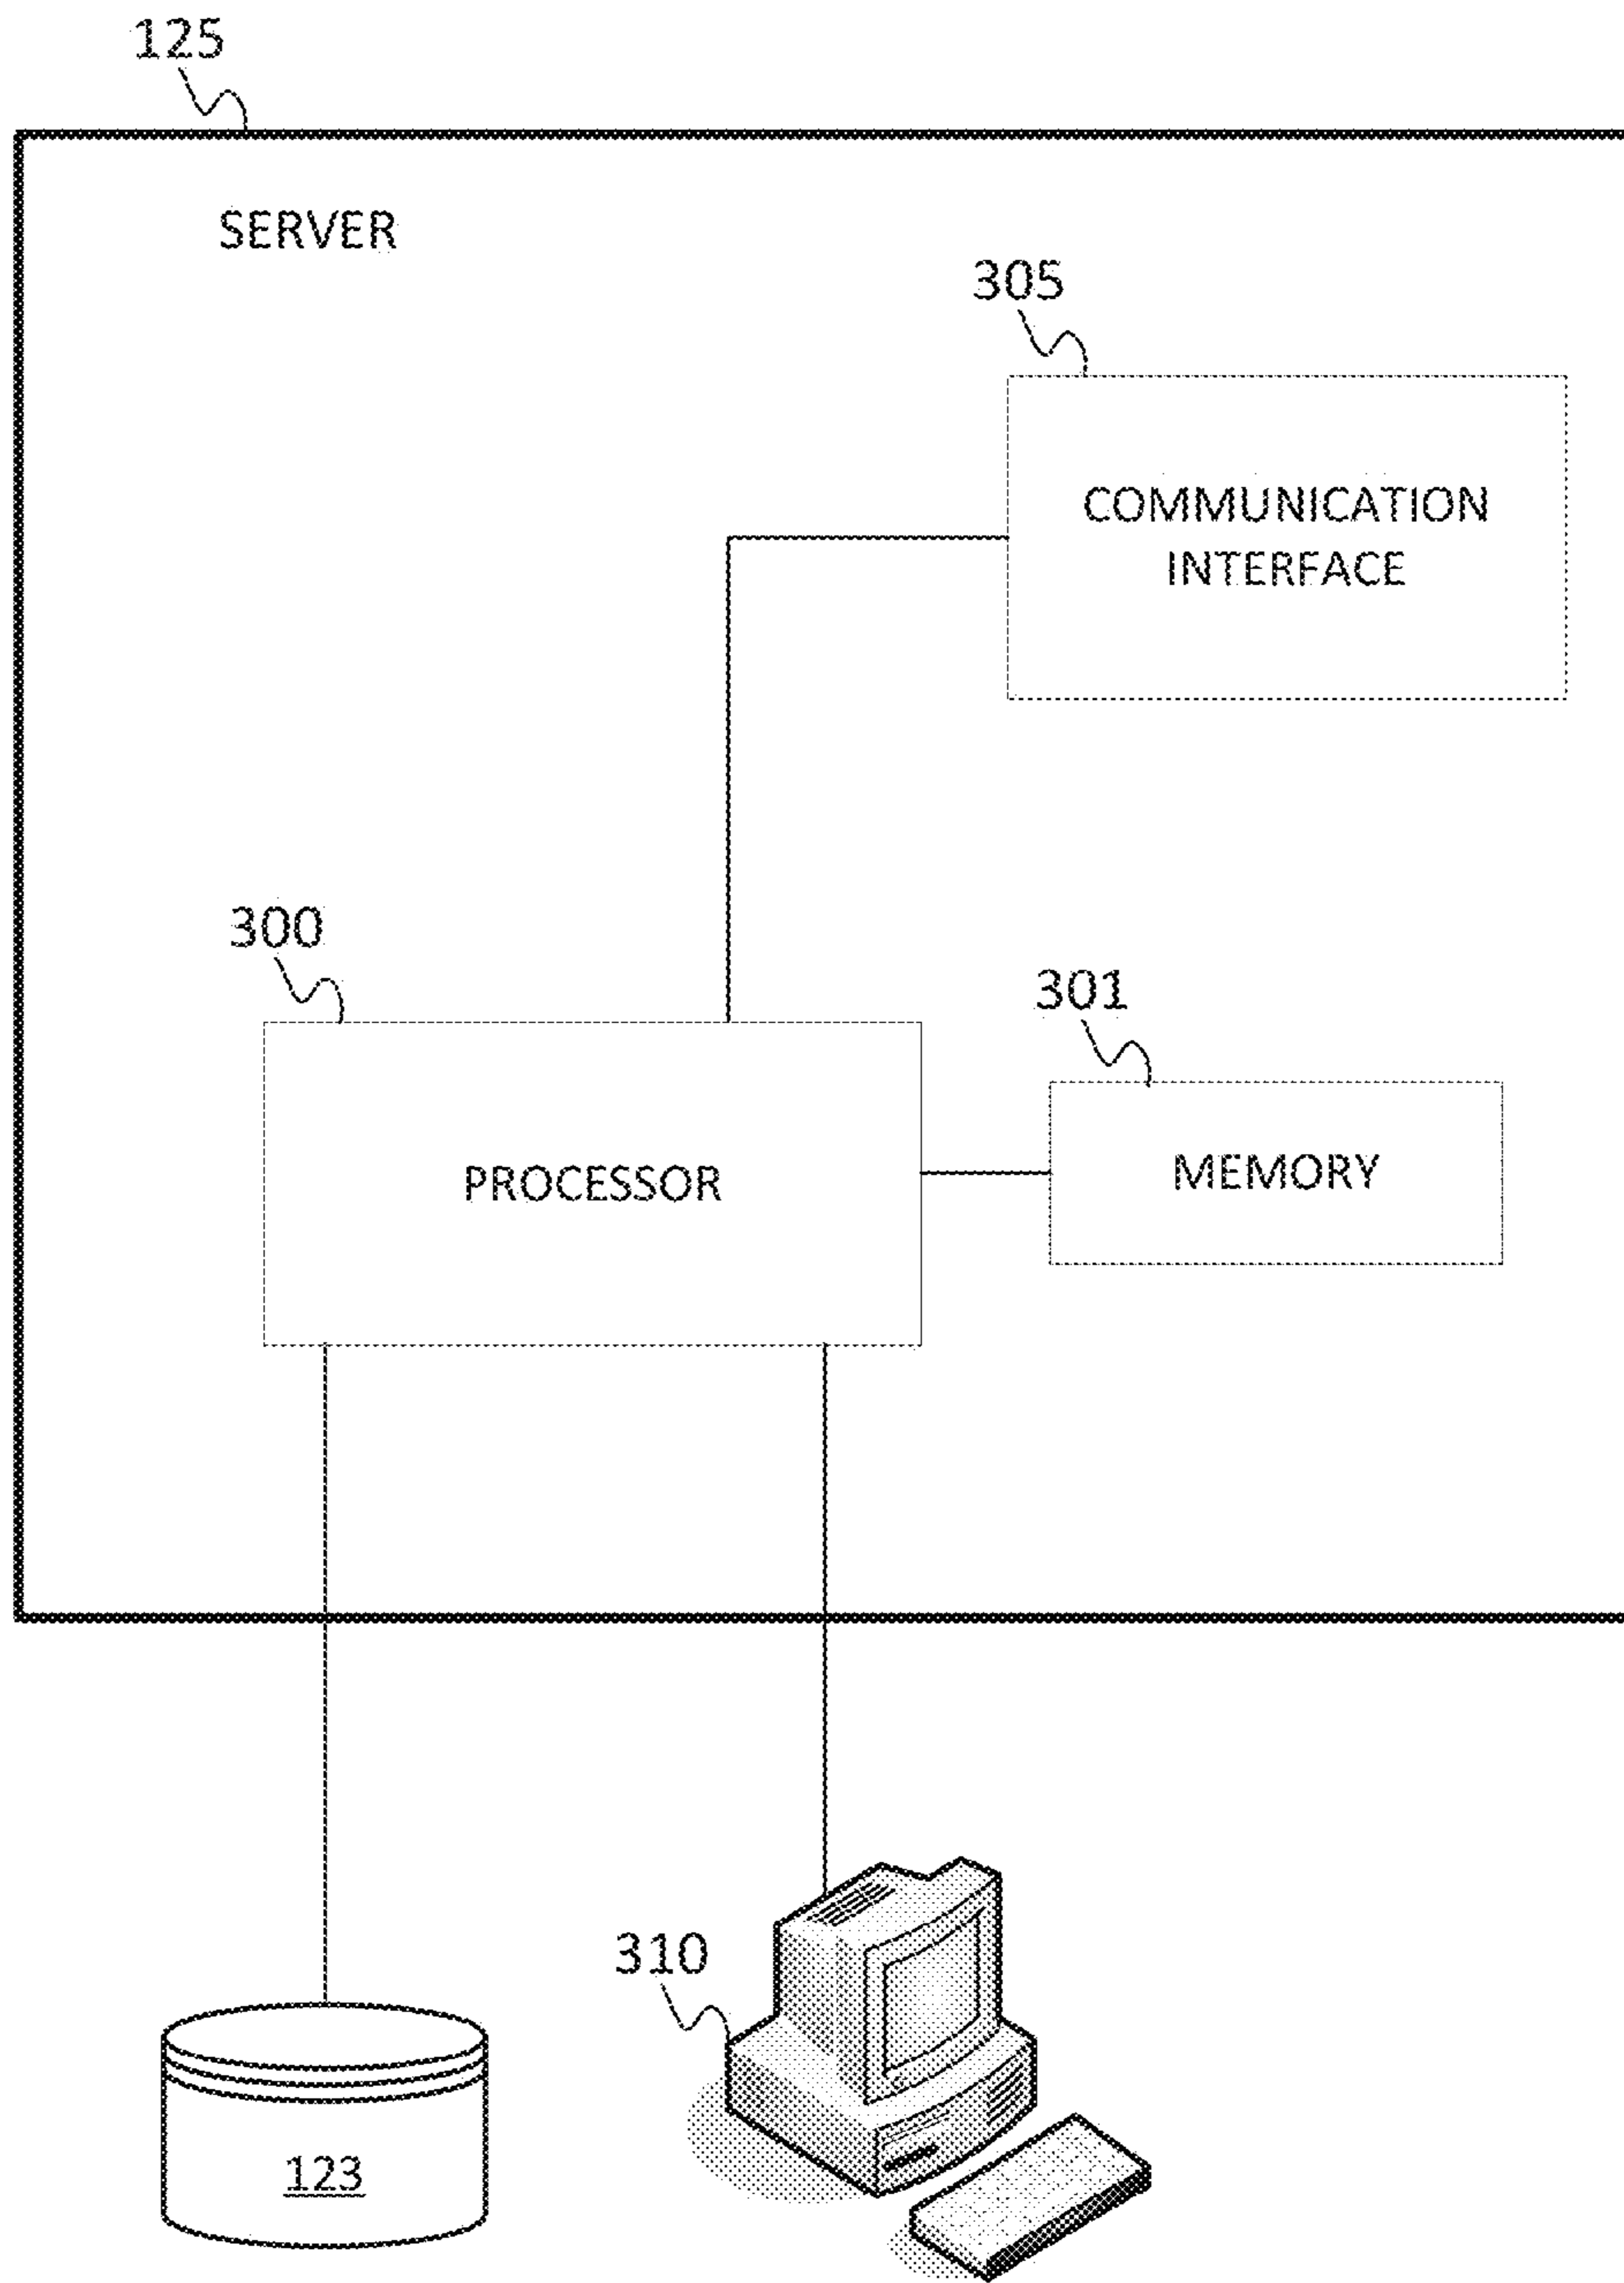 125
SERVER
305
COMMUNICATION
INTERFACE
300
301
PROCESSOR
MEMORY
310
123